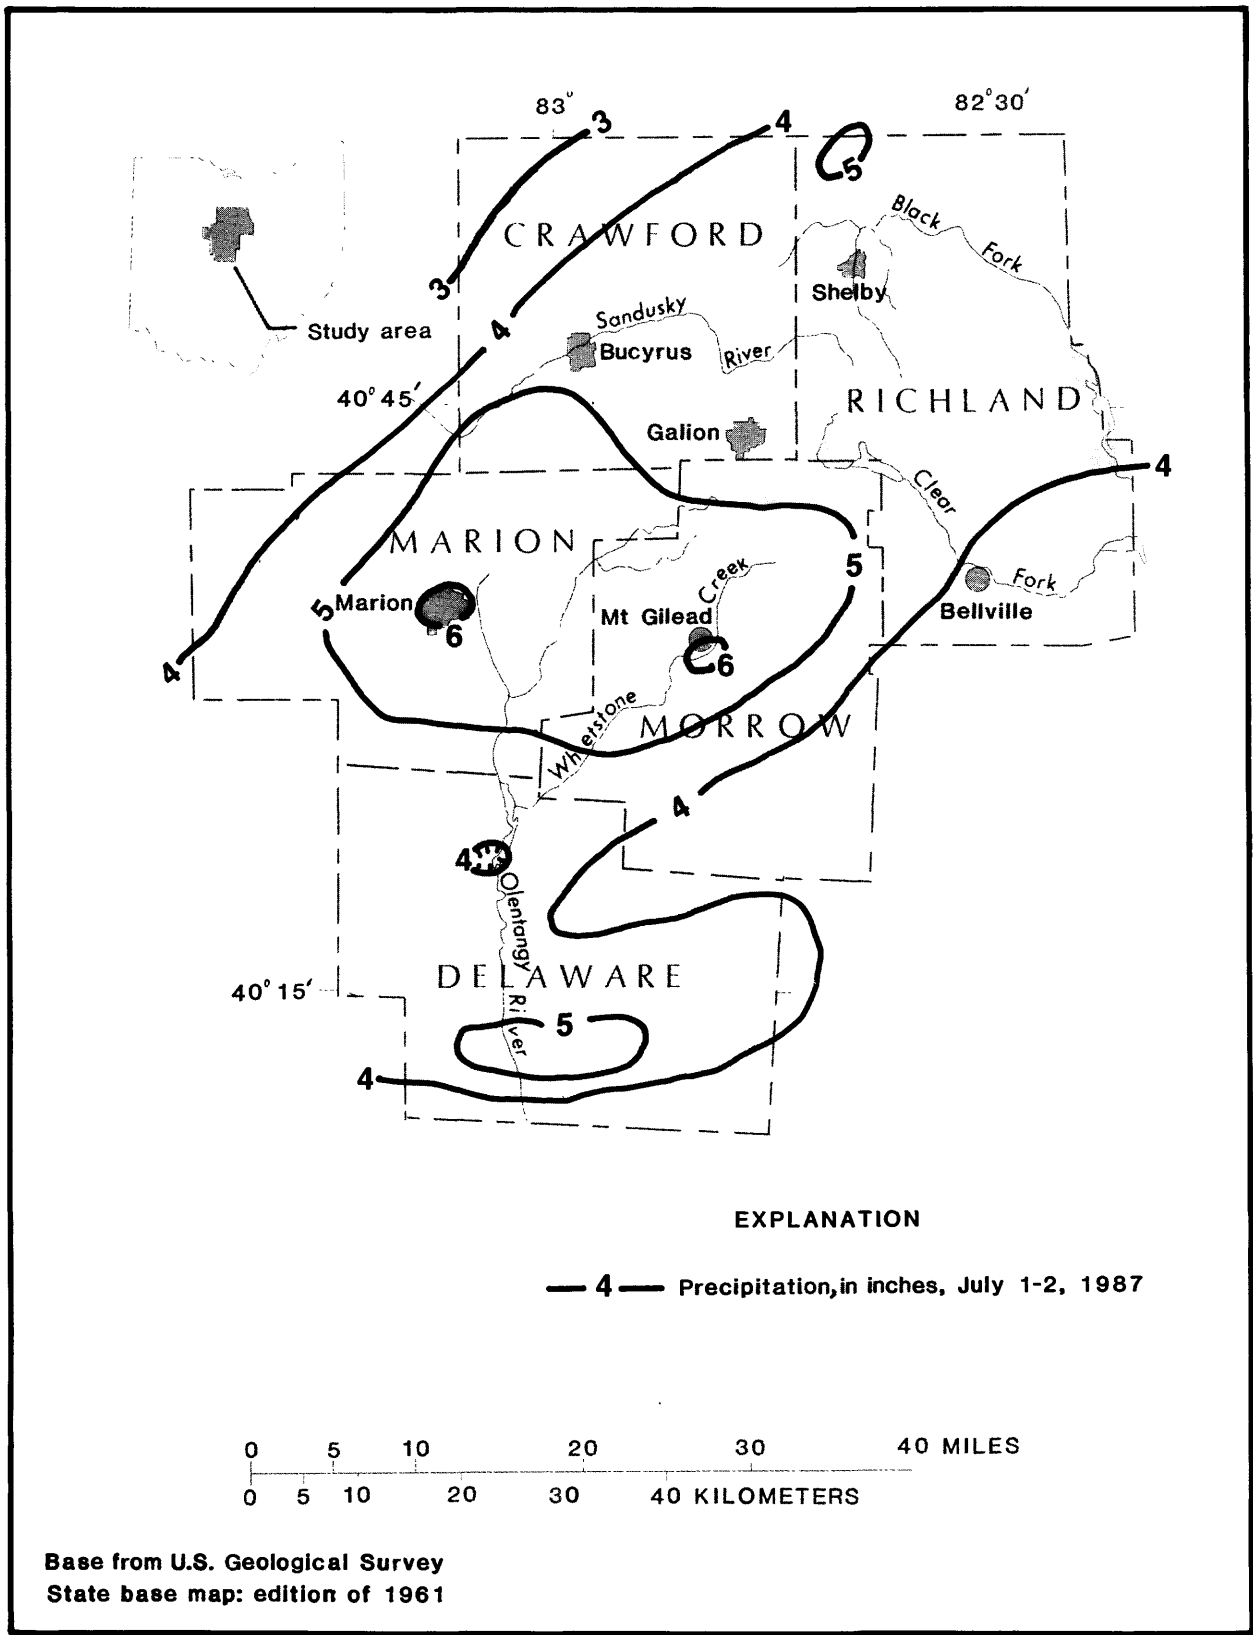 83°
82°30'
3
4
5
CRAWFORD
Black
Fork
3
Shelby
Study area
4
Sandusky
Bucyrus
River
40°45'
RICHLAND
Galion
4
Clear
MARION
5
Creek
Fork
5
Marion
Mt Gilead
Bellville
6
6
4
Whetstone
MORROW
4
4
Olentangy
DELAWARE
40°15'
River
5
4
EXPLANATION
4 Precipitation, in inches, July 1-2, 1987
0 5 10 20 30 40 MILES
0 5 10 20 30 40 KILOMETERS
Base from U.S. Geological Survey
State base map: edition of 1961